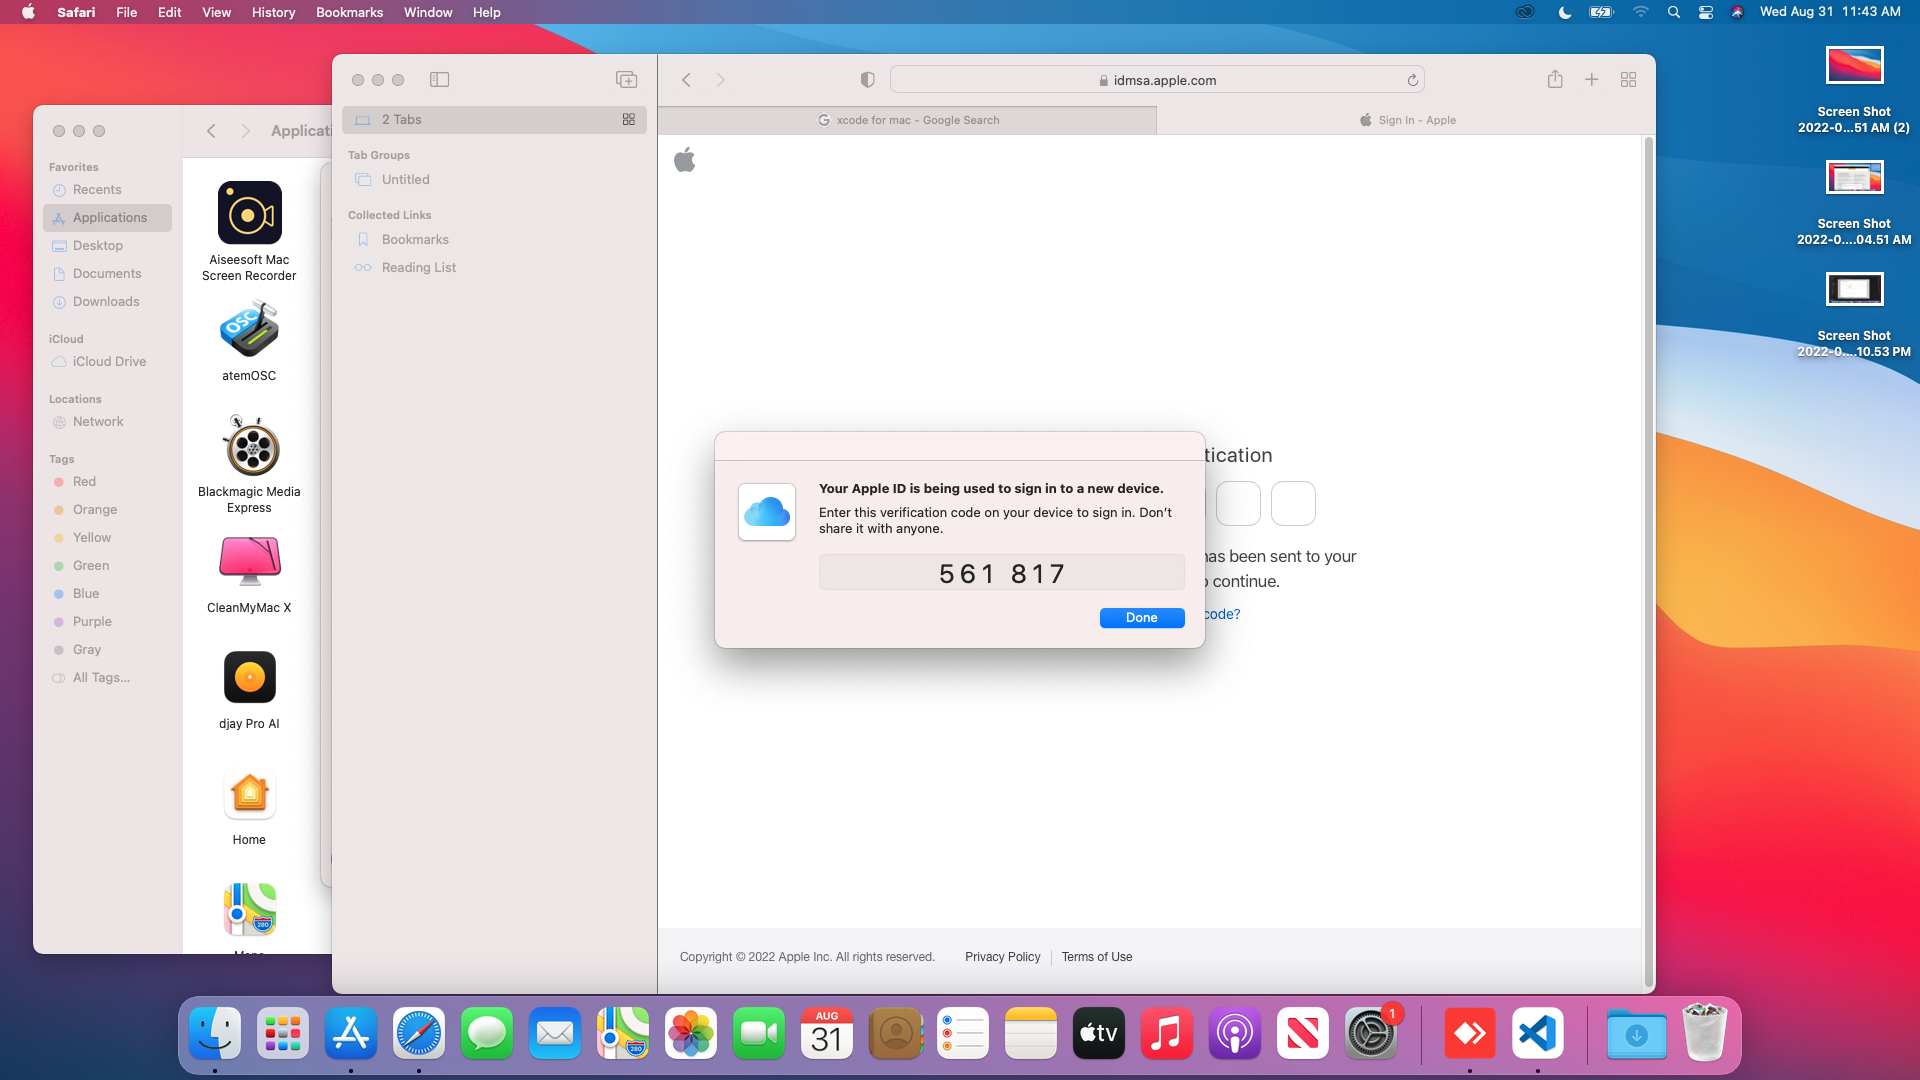 Safari File Edit View History Bookmarks Window Help
Wed Aug 31 11:43 AM
Favorites
Recents
Applications
Desktop
Documents
Downloads
iCloud
iCloud Drive
Locations
Network
Tags
Red
Orange
Yellow
Green
Blue
Purple
Gray
All Tags...
Applicati
Aiseesoft Mac
Screen Recorder
OSC
atemOSC
Blackmagic Media
Express
CleanMyMac X
djay Pro AI
Home
280
2 Tabs
Tab Groups
Untitled
Collected Links
Bookmarks
Reading List
idmsa.apple.com
G xcode for mac - Google Search
Sign In - Apple
tication
has been sent to your
o continue.
code?
Your Apple ID is being used to sign in to a new device.
Enter this verification code on your device to sign in. Don't
share it with anyone.
561 817
Done
Copyright © 2022 Apple Inc. All rights reserved.
Privacy Policy
Terms of Use
Screen Shot
2022-0...51 AM (2)
Screen Shot
2022-0....04.51 AM
Screen Shot
2022-0....10.53 PM
280
AUG
31
tv
1